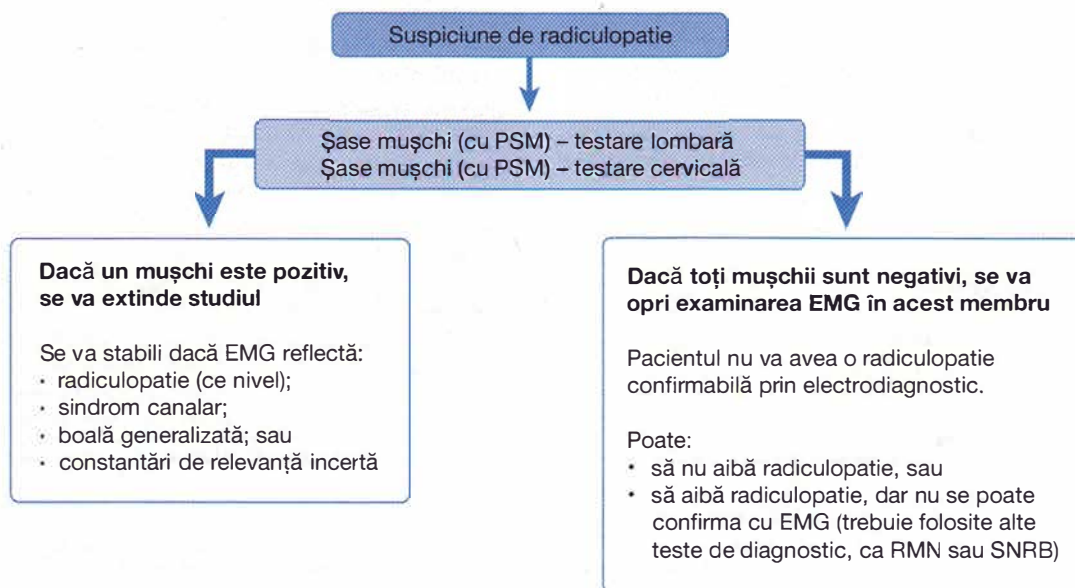 Suspiciune de radiculopatie
Șase mușchi (cu PSM) – testare lombară
Șase mușchi (cu PSM) – testare cervicală
Dacă un mușchi este pozitiv,
se va extinde studiul
Se va stabili dacă EMG reflectă:
• radiculopatie (ce nivel);
• sindrom canalar;
• boală generalizată; sau
• constantări de relevanță incertă
Dacă toți mușchii sunt negativi, se va
opri examinarea EMG în acest membru
Pacientul nu va avea o radiculopatie
confirmabilă prin electrodiagnostic.
Poate:
• să nu aibă radiculopatie, sau
• să aibă radiculopatie, dar nu se poate
confirma cu EMG (trebuie folosite alte
teste de diagnostic, ca RMN sau SNRB)